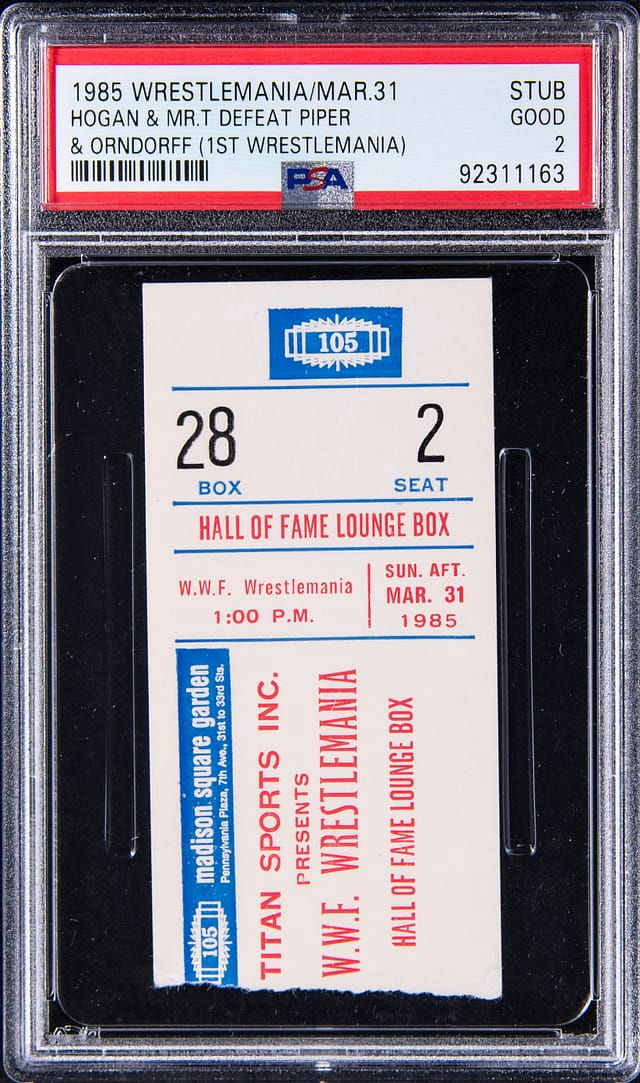 1985 WRESTLEMANIA/MAR.31 STUB
HOGAN & MR.T DEFEAT PIPER GOOD
& ORNDORFF (1ST WRESTLEMANIA) 2
PSA 92311163
105
28 2
BOX SEAT
HALL OF FAME LOUNGE BOX
W.W.F. Wrestlemania
1:00 P.M.
SUN. AFT.
MAR. 31
1985
105
madison square garden
Pennsylvania Plaza, 7th Ave., 31st to 33rd Sts.
TITAN SPORTS INC.
PRESENTS
W.W.F. WRESTLEMANIA
HALL OF FAME LOUNGE BOX